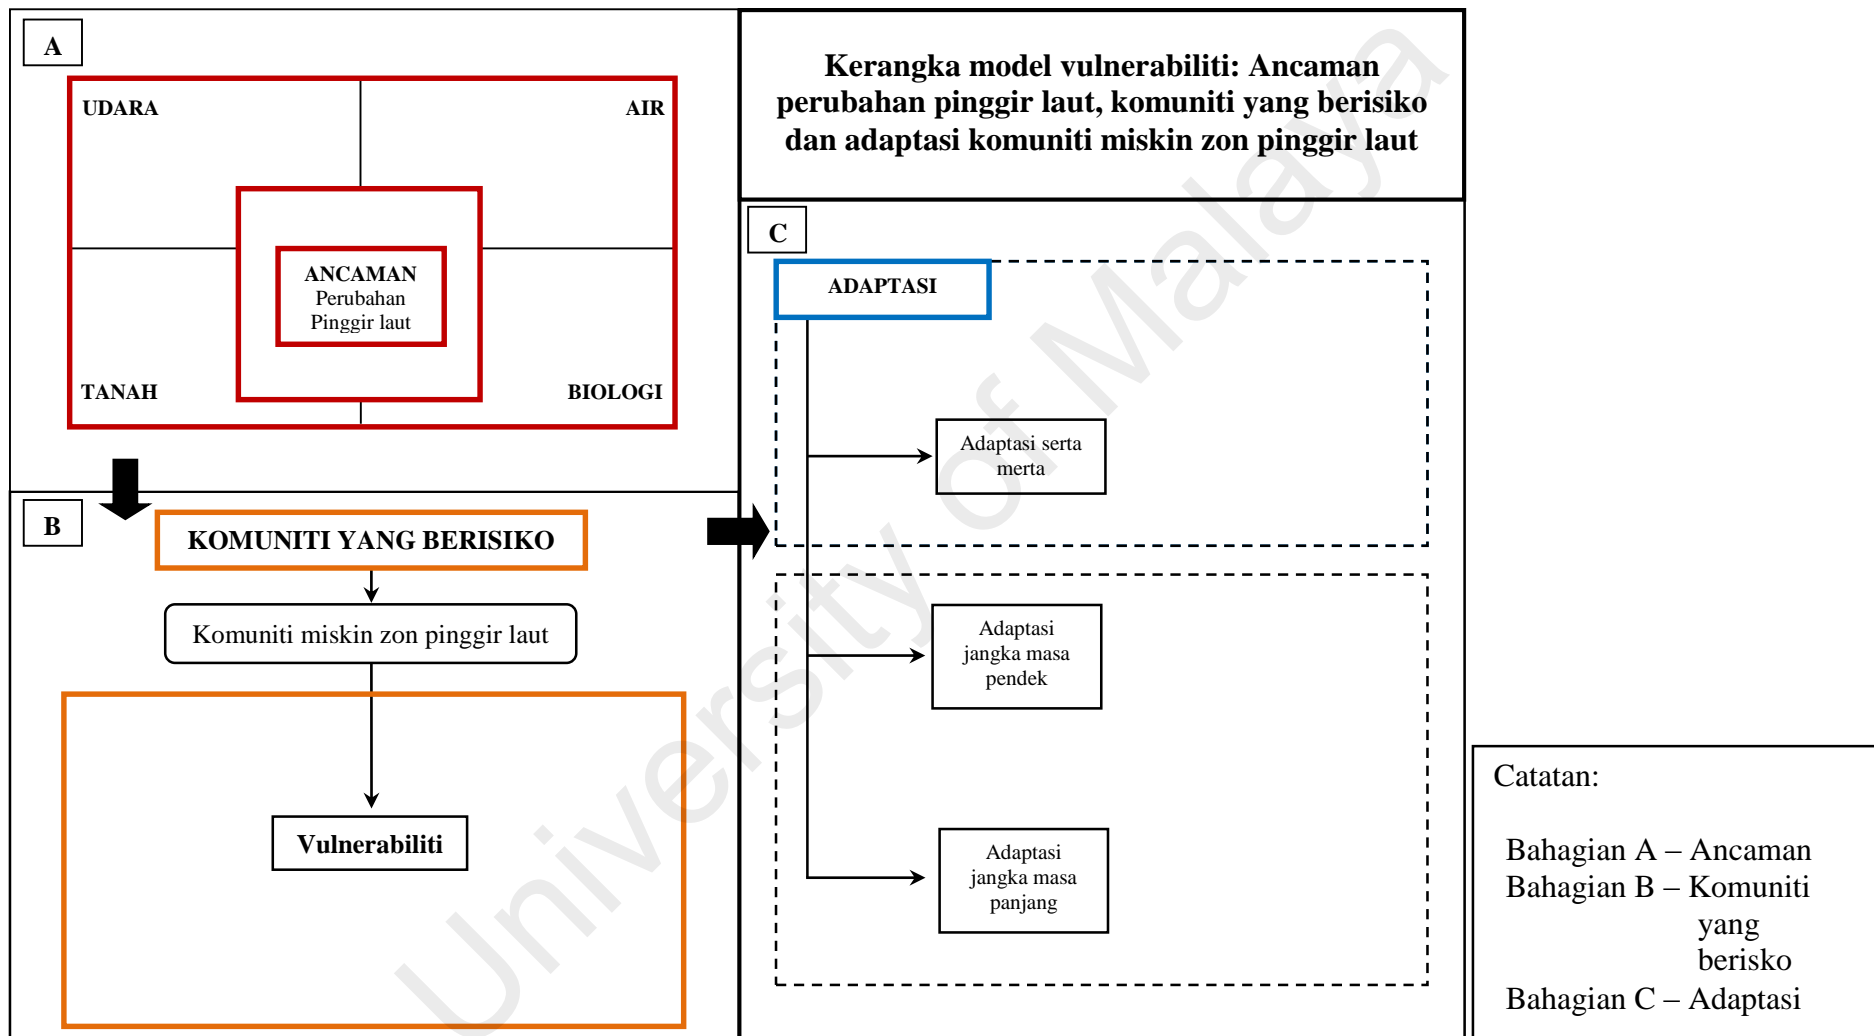 A
UDARA
AIR
ANCAMAN
Perubahan
Pinggir laut
TANAH
BIOLOGI
B
KOMUNITI YANG BERISIKO
Komuniti miskin zon pinggir laut
Vulnerabiliti
Kerangka model vulnerabiliti: Ancaman
perubahan pinggir laut, komuniti yang berisiko
dan adaptasi komuniti miskin zon pinggir laut
C
ADAPTASI
Adaptasi serta
merta
Adaptasi
jangka masa
pendek
Adaptasi
jangka masa
panjang
Catatan:
Bahagian A – Ancaman
Bahagian B – Komuniti
yang
berisko
Bahagian C – Adaptasi
University of Malaya